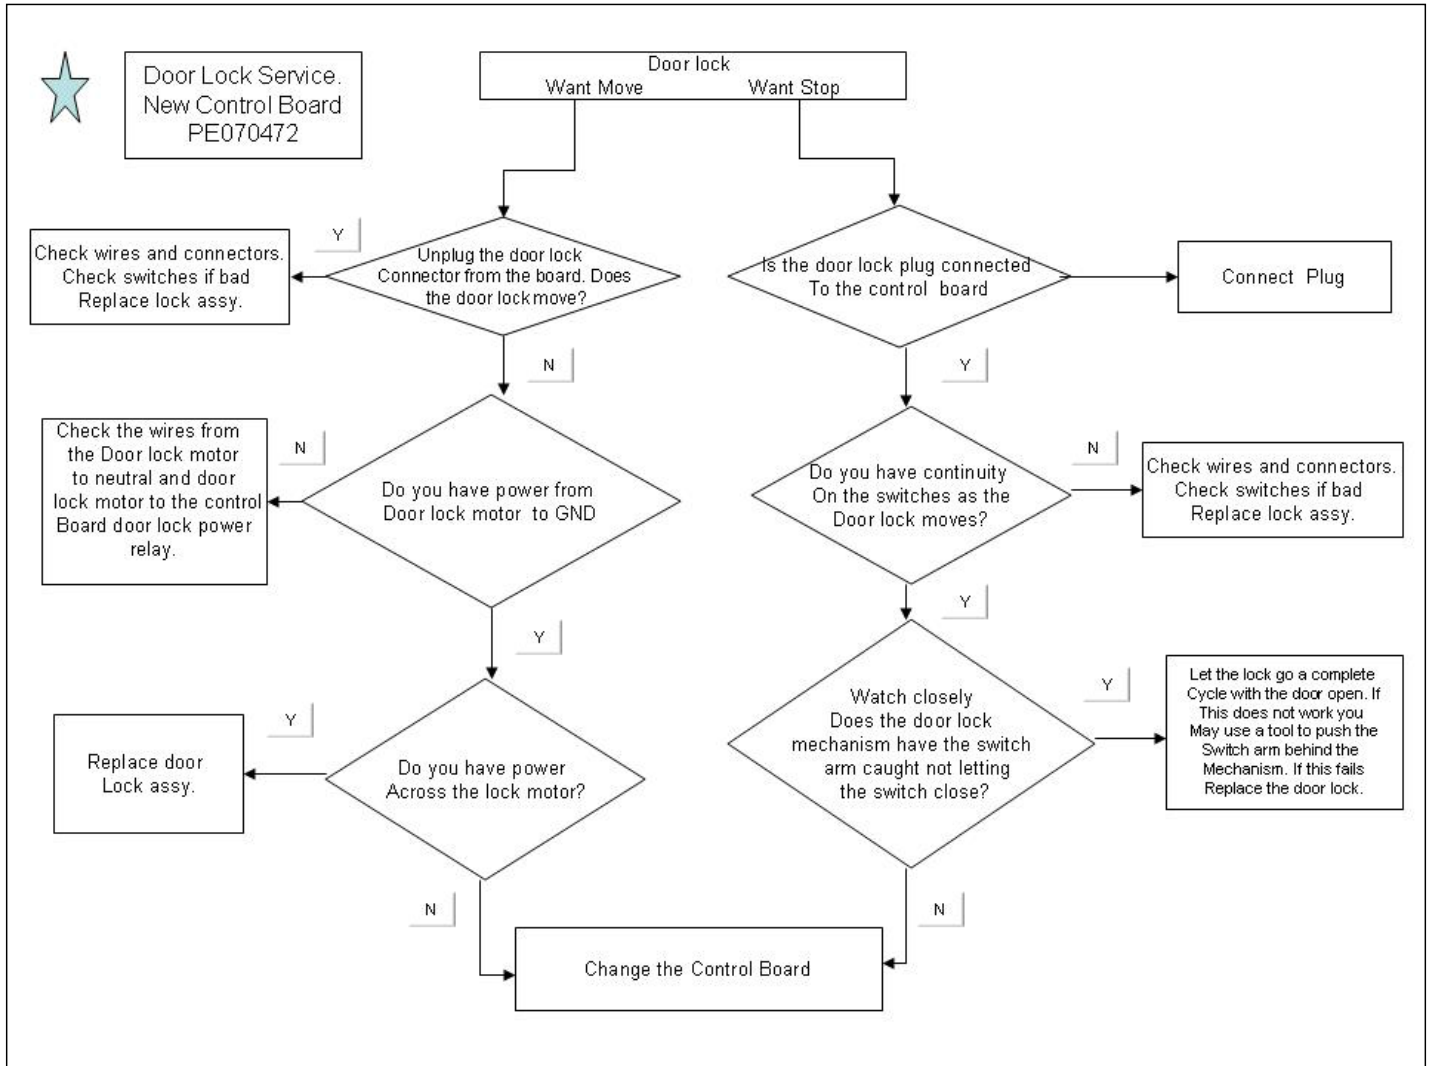 Door Lock Service.
New Control Board
PE070472
Door lock
Want Move Want Stop
Y
Check wires and connectors.
Check switches if bad
Replace lock assy.
Unplug the door lock
Connector from the board. Does
the door lock move?
Is the door lock plug connected
To the control board
Connect Plug
N
Y
Check the wires from
the Door lock motor
to neutral and door
lock motor to the control
Board door lock power
relay.
N
Do you have power from
Door lock motor to GND
Do you have continuity
On the switches as the
Door lock moves?
N
Check wires and connectors.
Check switches if bad
Replace lock assy.
Y
Y
Replace door
Lock assy.
Y
Do you have power
Across the lock motor?
Watch closely
Does the door lock
mechanism have the switch
arm caught not letting
the switch close?
Y
Let the lock go a complete
Cycle with the door open. If
This does not work you
May use a tool to push the
Switch arm behind the
Mechanism. If this fails
Replace the door lock.
N
N
Change the Control Board